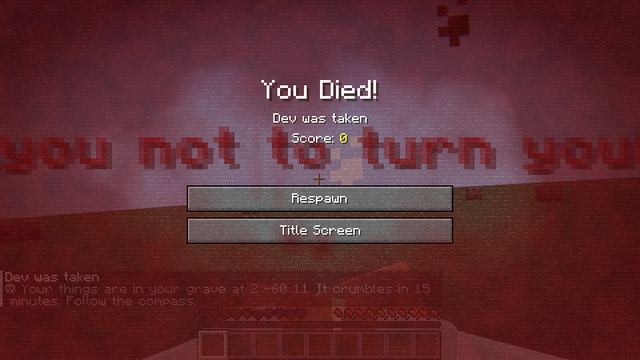 You Died!
Dev was taken
Score: 0
you not to turn you
Respawn
Title Screen
Dev was taken
Your things are in your grave at 2 -60 11. It crumbles in 15
minutes. Follow the compass.